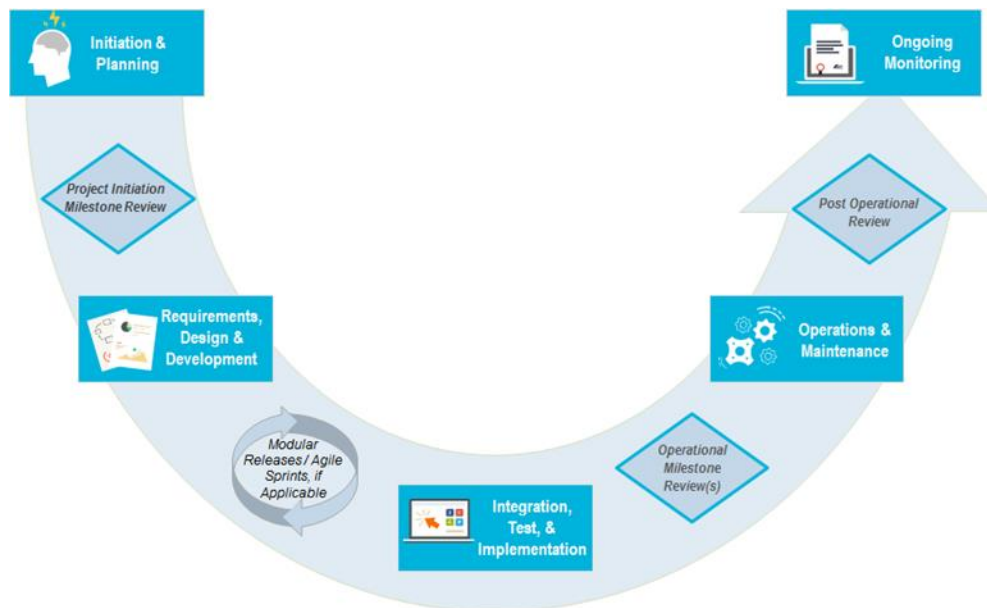 Initiation &
Planning
Ongoing
Monitoring
Project Initiation
Milestone Review
Post Operational
Review
Requirements,
Design &
Development
Operations &
Maintenance
Modular
Releases / Agile
Sprints, if
Applicable
Operational
Milestone
Review(s)
Integration,
Test, &
Implementation